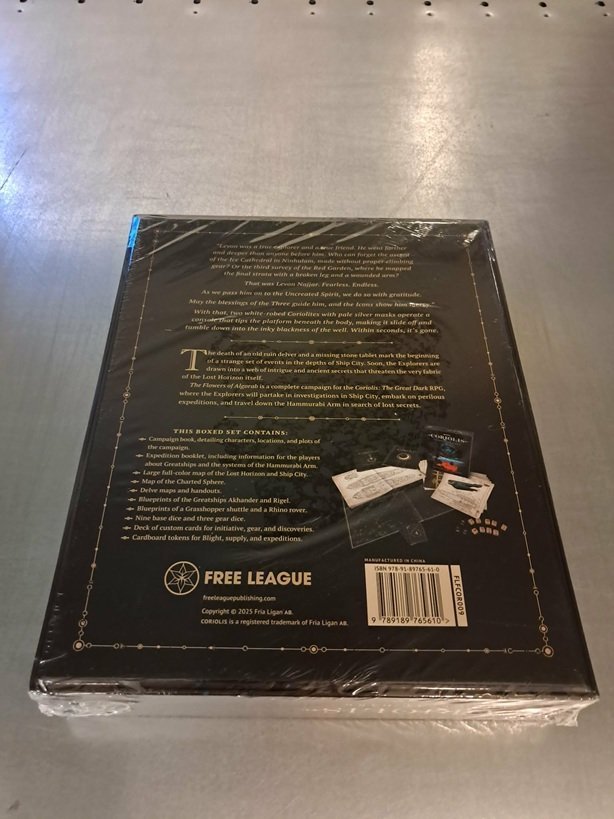 "Levon was a true explorer and a true friend. He went further
and deeper than anyone before him. Who can forget the ascent
of the Ice Cathedral in Ninhalam, made without proper climbing
gear? Or the third survey of the Red Garden, where he mapped
the final strata with a broken leg and a wounded arm?
That was Levon Najjar. Fearless. Endless.
As we pass him on to the Uncreated Spirit, we do so with gratitude.
May the blessings of the Three guide him, and the Icons show him mercy."
With that, two white-robed Coriolites with pale silver masks operate a
console that tips the platform beneath the body, making it slide off and
tumble down into the inky blackness of the well. Within seconds, it's gone.
The death of an old ruin delver and a missing stone tablet mark the beginning
of a strange set of events in the depths of Ship City. Soon, the Explorers are
drawn into a web of intrigue and ancient secrets that threaten the very fabric
of the Lost Horizon itself.
The Flowers of Algorab is a complete campaign for the Coriolis: The Great Dark RPG,
where the Explorers will partake in investigations in Ship City, embark on perilous
expeditions, and travel down the Hammurabi Arm in search of lost secrets.
THIS BOXED SET CONTAINS:
Campaign book, detailing characters, locations, and plots of
the campaign.
Expedition booklet, including information for the players
about Greatships and the systems of the Hammurabi Arm.
Large full-color map of the Lost Horizon and Ship City.
Map of the Charted Sphere.
Delve maps and handouts.
Blueprints of the Greatships Akhander and Rigel.
Blueprints of a Grasshopper shuttle and a Rhino rover.
Nine base dice and three gear dice.
Deck of custom cards for initiative, gear, and discoveries.
Cardboard tokens for Blight, supply, and expeditions.
CORIOLIS
FREE LEAGUE
freeleaguepublishing.com
Copyright © 2025 Fria Ligan AB.
CORIOLIS is a registered trademark of Fria Ligan AB.
MANUFACTURED IN CHINA
ISBN 978-91-89765-61-0
9 789189 765610 >
FLFCOR009